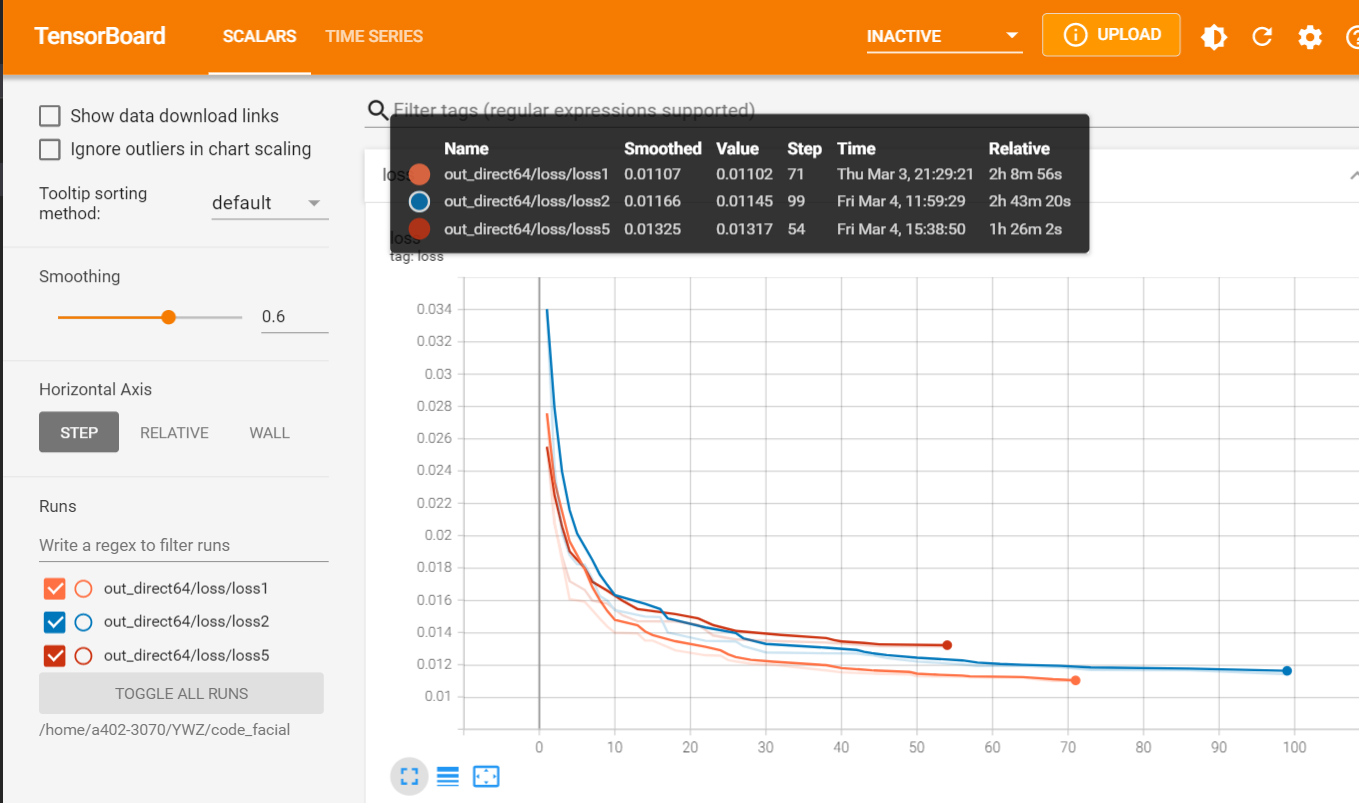 TensorBoard SCALARS TIME SERIES INACTIVE UPLOAD
Show data download links
Ignore outliers in chart scaling
Tooltip sorting
method: default
Smoothing
0.6
Horizontal Axis
STEP RELATIVE WALL
Runs
Write a regex to filter runs
out_direct64/loss/loss1
out_direct64/loss/loss2
out_direct64/loss/loss5
TOGGLE ALL RUNS
/home/a402-3070/YWZ/code_facial
Filter tags (regular expressions supported)
loss
Name Smoothed Value Step Time Relative
out_direct64/loss/loss1 0.01107 0.01102 71 Thu Mar 3, 21:29:21 2h 8m 56s
out_direct64/loss/loss2 0.01166 0.01145 99 Fri Mar 4, 11:59:29 2h 43m 20s
out_direct64/loss/loss5 0.01325 0.01317 54 Fri Mar 4, 15:38:50 1h 26m 2s
loss
tag: loss
0.034
0.032
0.03
0.028
0.026
0.024
0.022
0.02
0.018
0.016
0.014
0.012
0.01
0 10 20 30 40 50 60 70 80 90 100